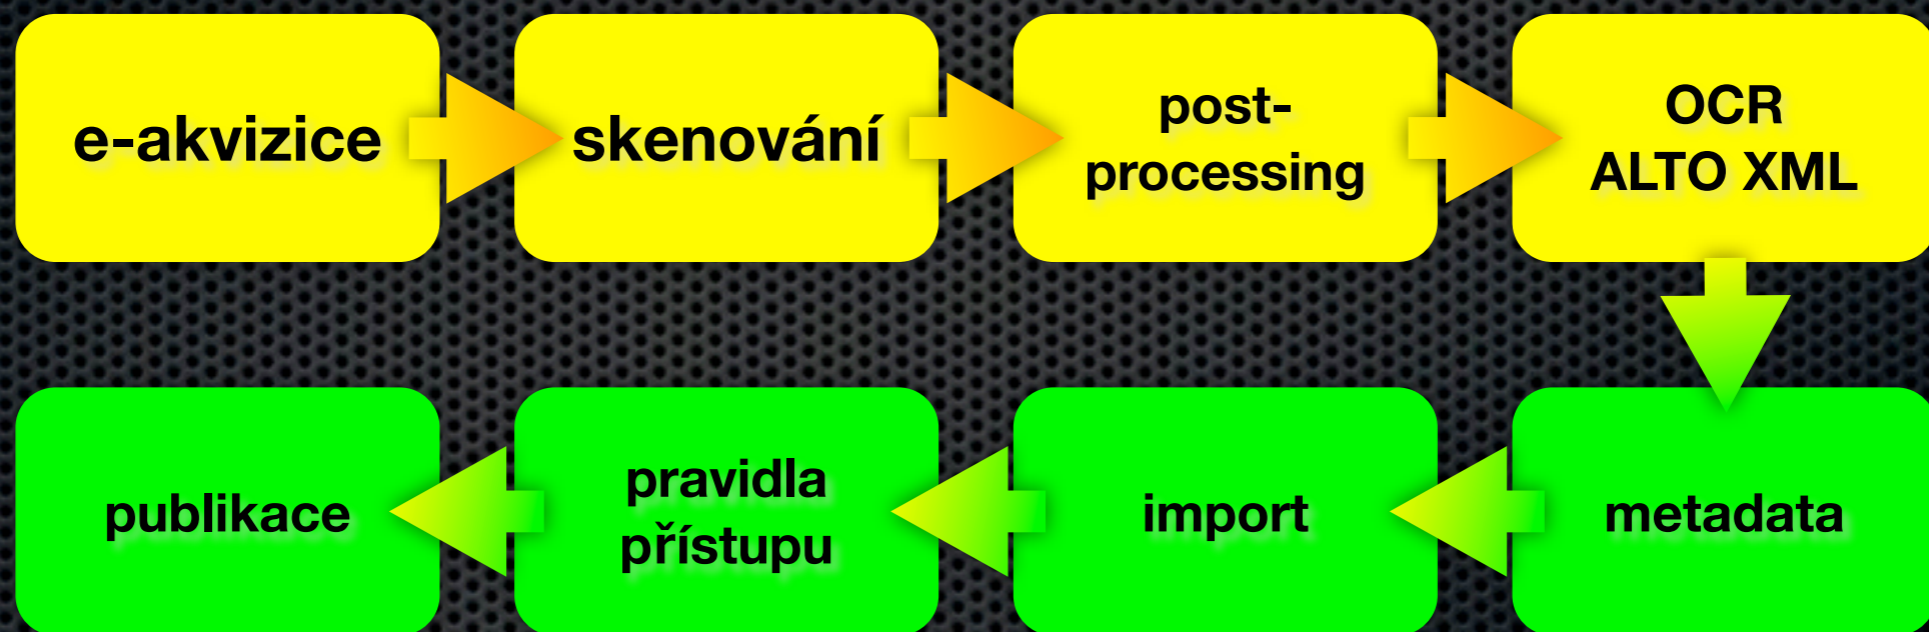 e-akvizice
skenování
post-
processing
OCR
ALTO XML
metadata
import
pravidla
přístupu
publikace